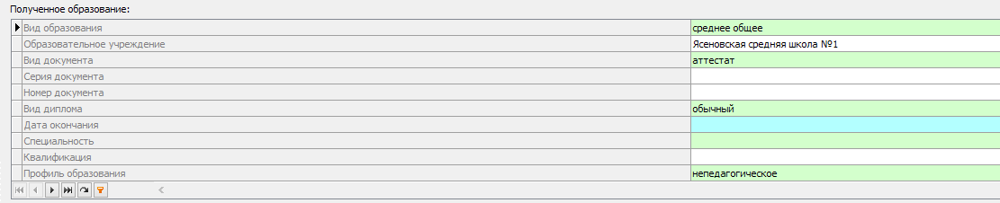 Полученное образование:
Вид образования среднее общее
Образовательное учреждение Ясеновская средняя школа №1
Вид документа аттестат
Серия документа
Номер документа
Вид диплома обычный
Дата окончания
Специальность
Квалификация
Профиль образования непедагогическое